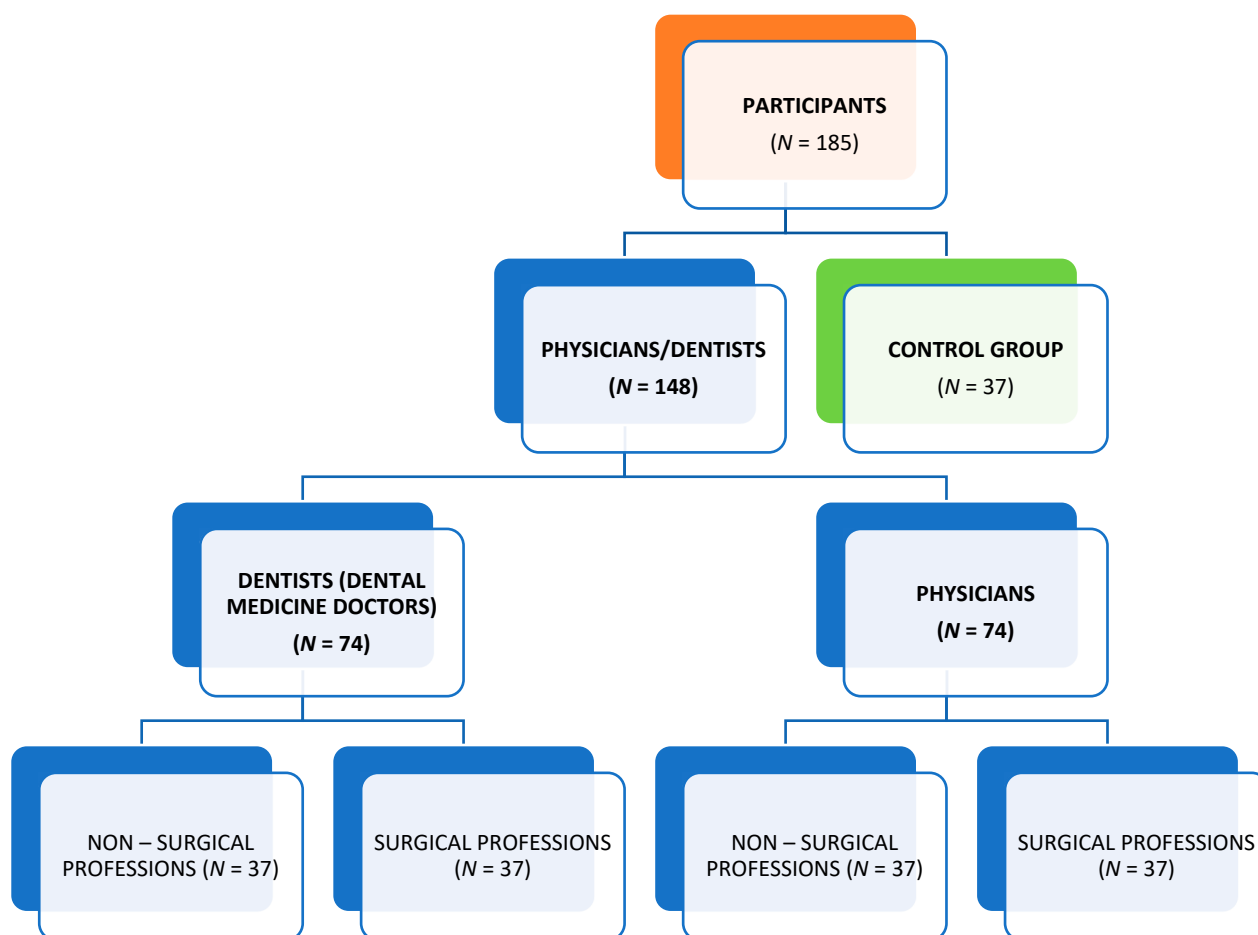 PARTICIPANTS
(N = 185)
PHYSICIANS/DENTISTS
(N = 148)
CONTROL GROUP
(N = 37)
DENTISTS (DENTAL
MEDICINE DOCTORS)
(N = 74)
PHYSICIANS
(N = 74)
NON – SURGICAL
PROFESSIONS (N = 37)
SURGICAL PROFESSIONS
(N = 37)
NON – SURGICAL
PROFESSIONS (N = 37)
SURGICAL PROFESSIONS
(N = 37)